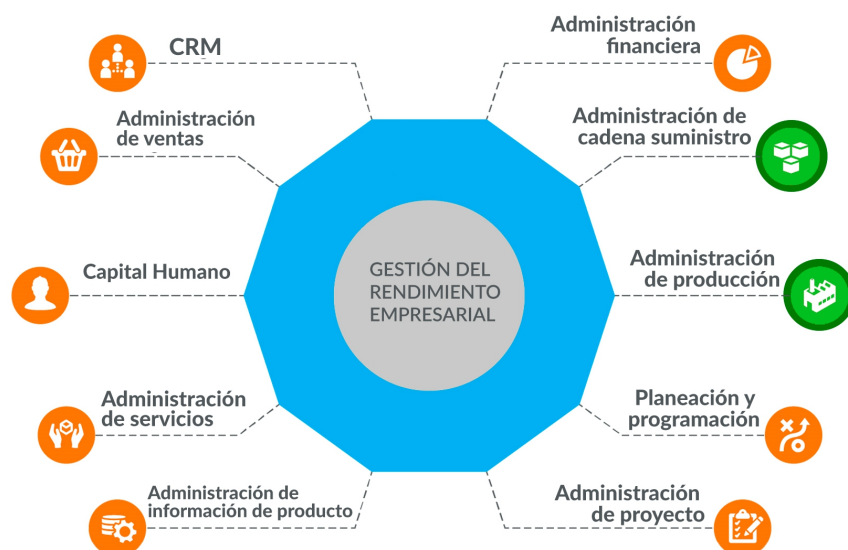 CRM
Administración
financiera
Administración
de ventas
Administración de
cadena suministro
Capital Humano
GESTIÓN DEL
RENDIMIENTO
EMPRESARIAL
Administración
de producción
Administración
de servicios
Planeación y
programación
Administración de
información de producto
Administración
de proyecto